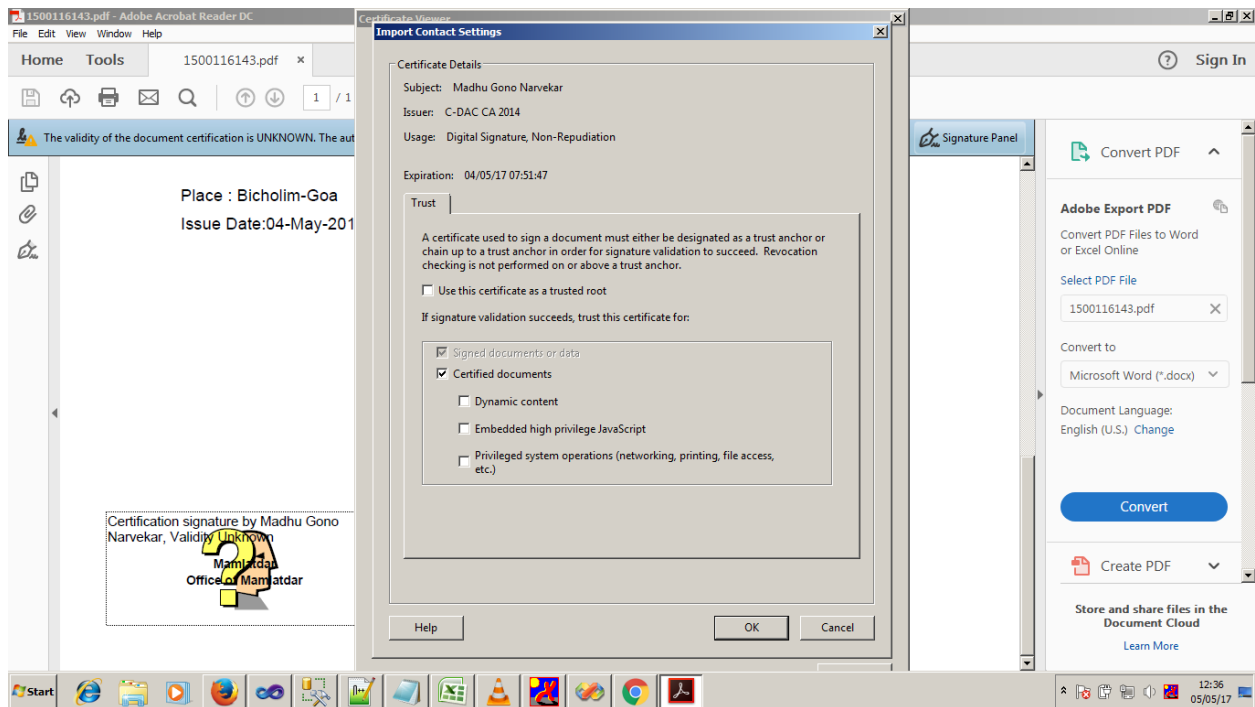 1500116143.pdf - Adobe Acrobat Reader DC
File Edit View Window Help
Home Tools 1500116143.pdf ×
Sign In
1 / 1
The validity of the document certification is UNKNOWN. The aut
Signature Panel
Place : Bicholim-Goa
Issue Date:04-May-201
Certification signature by Madhu Gono
Narvekar, Validity Unknown
Mamlatdar
Office of Mamlatdar
Certificate Viewer
Import Contact Settings
Certificate Details
Subject: Madhu Gono Narvekar
Issuer: C-DAC CA 2014
Usage: Digital Signature, Non-Repudiation
Expiration: 04/05/17 07:51:47
Trust
A certificate used to sign a document must either be designated as a trust anchor or
chain up to a trust anchor in order for signature validation to succeed. Revocation
checking is not performed on or above a trust anchor.
Use this certificate as a trusted root
If signature validation succeeds, trust this certificate for:
Signed documents or data
Certified documents
Dynamic content
Embedded high privilege JavaScript
Privileged system operations (networking, printing, file access,
etc.)
Help OK Cancel
Convert PDF
Adobe Export PDF
Convert PDF Files to Word
or Excel Online
Select PDF File
1500116143.pdf
Convert to
Microsoft Word (*.docx)
Document Language:
English (U.S.) Change
Convert
Create PDF
Store and share files in the
Document Cloud
Learn More
Start
12:36
05/05/17